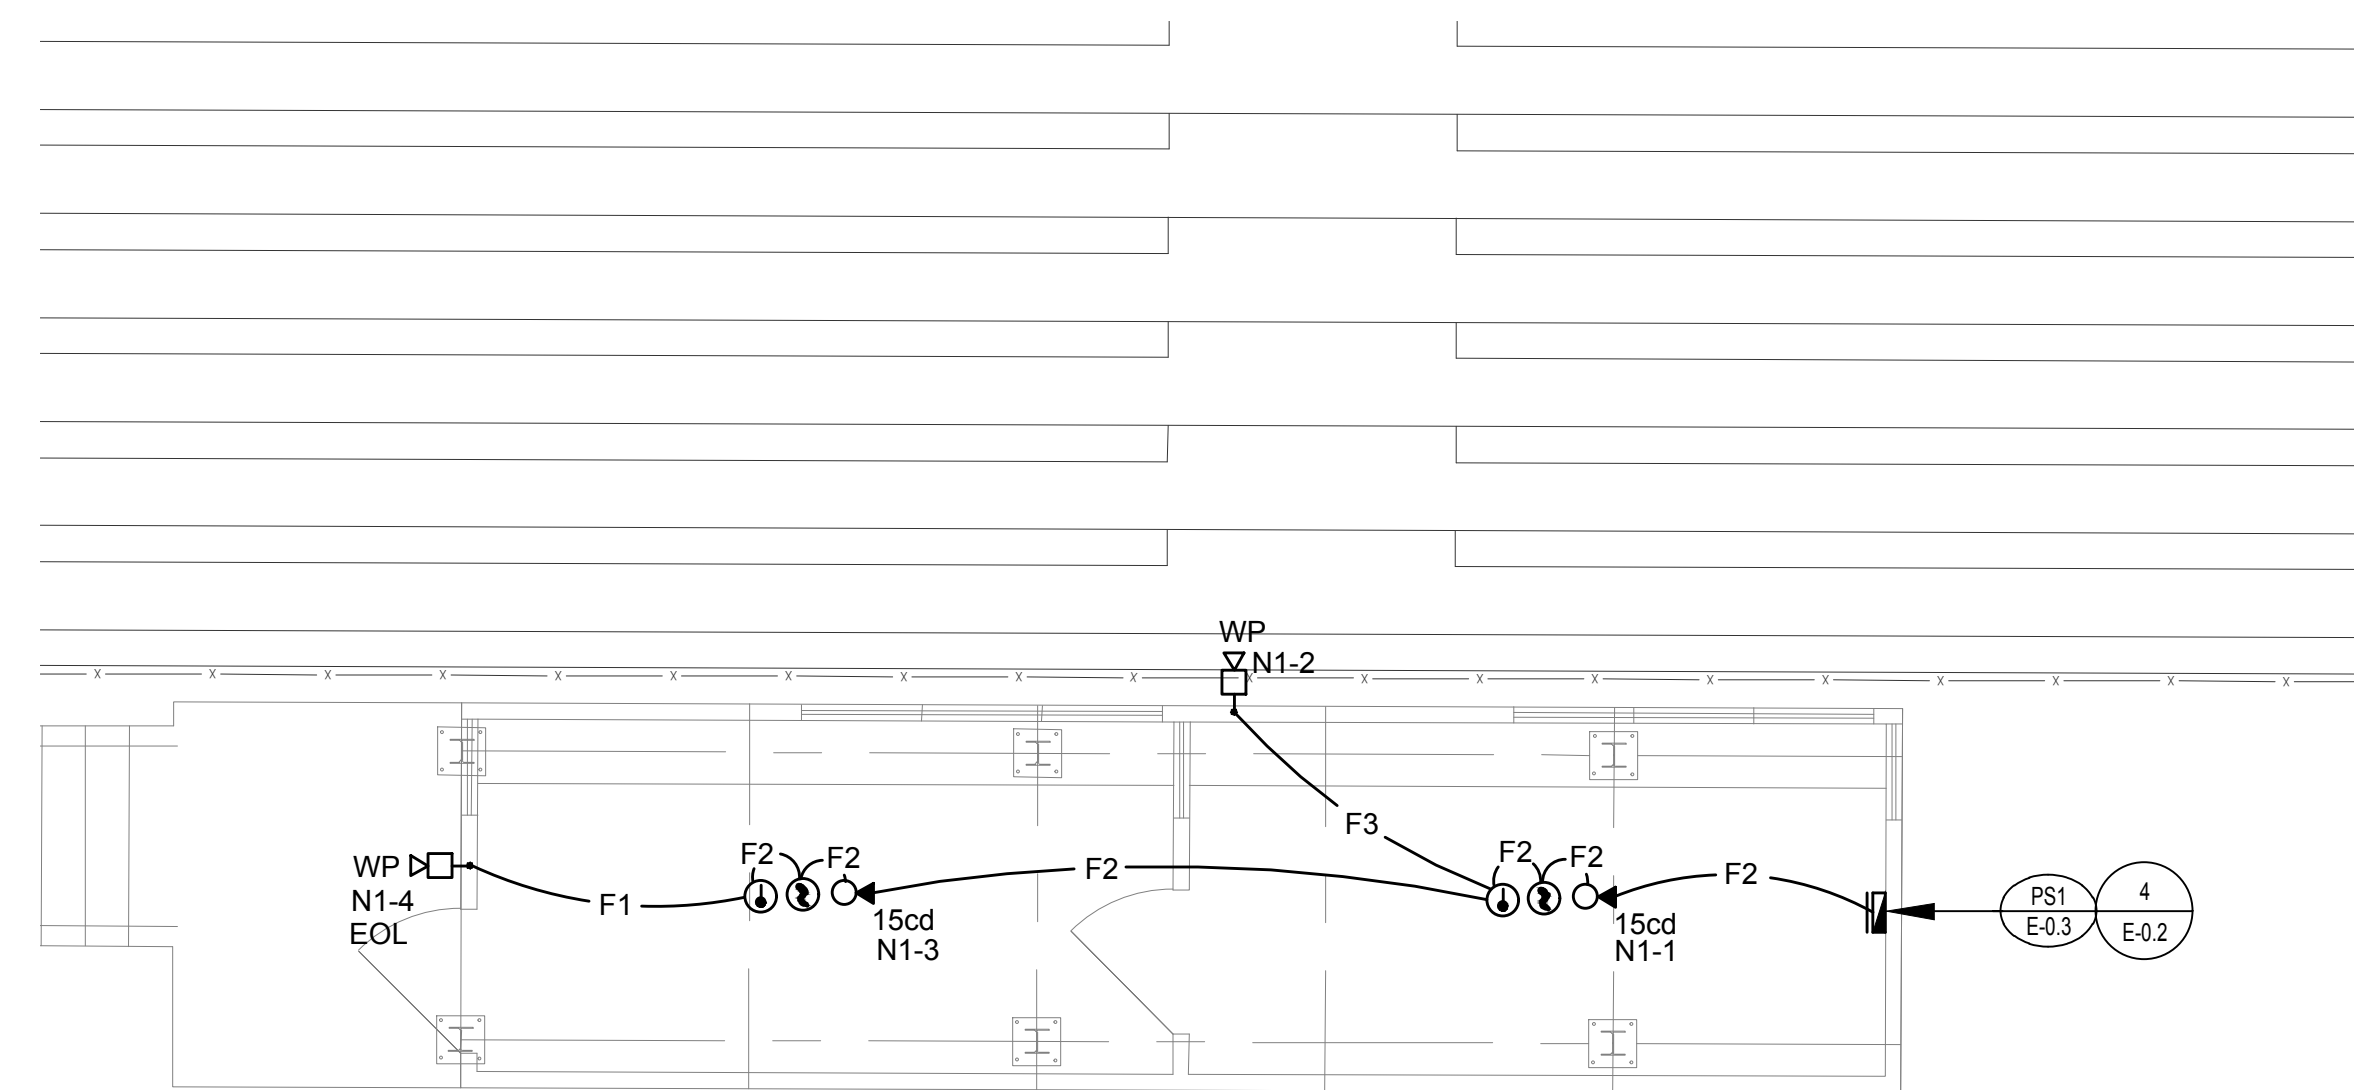 WP
N1-2
F3
F2
F2
F2
F2
F2
F2
WP
N1-4
EOL
F1
15cd
N1-3
15cd
N1-1
PS1
E-0.3
4
E-0.2
X X X X X X X X X X X X X X X X X X X X